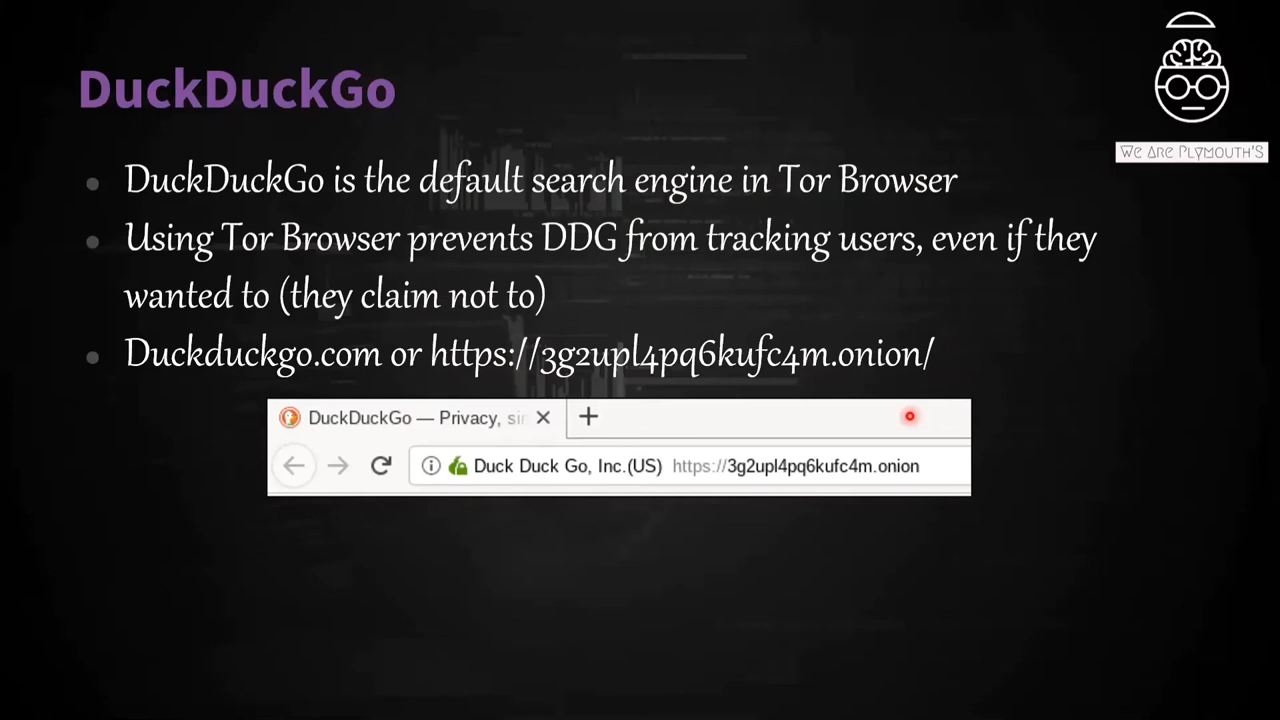 DuckDuckGo
We Are Plymouth's
DuckDuckGo is the default search engine in Tor Browser
Using Tor Browser prevents DDG from tracking users, even if they
wanted to (they claim not to)
Duckduckgo.com or https://3g2upl4pq6kufc4m.onion/
DuckDuckGo — Privacy, sin
Duck Duck Go, Inc.(US) https://3g2upl4pq6kufc4m.onion